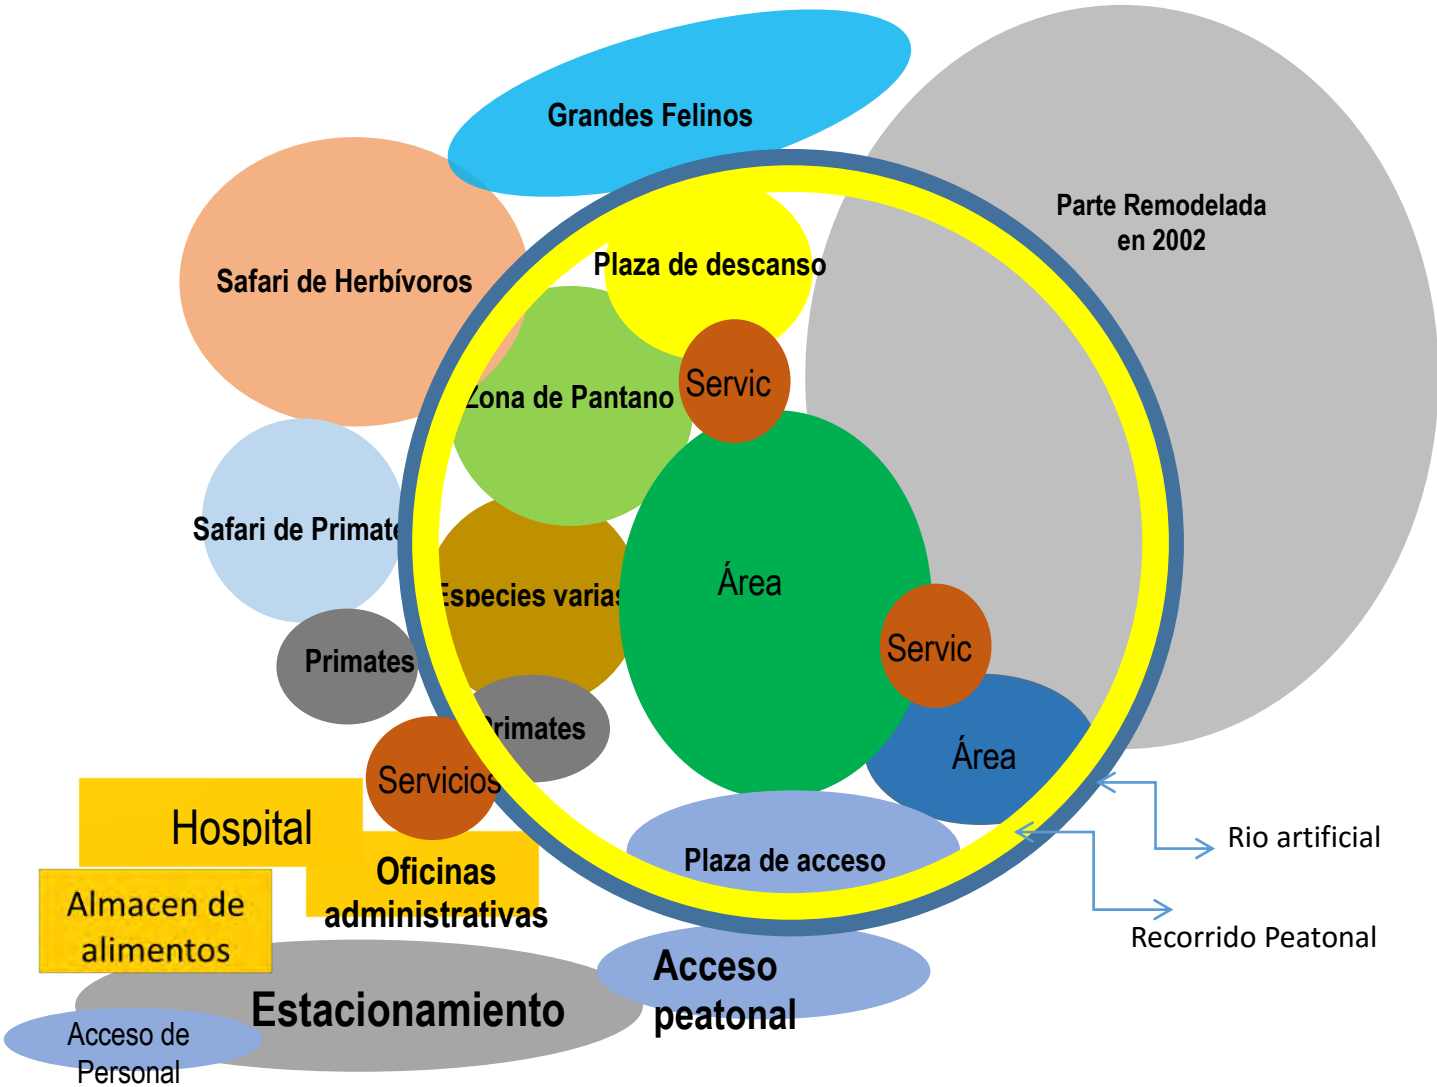 Grandes Felinos
Parte Remodelada
en 2002
Safari de Herbívoros
Plaza de descanso
Zona de Pantano
Servic
Safari de Primate
Especies varias
Área
Servic
Primates
Primates
Área
Servicios
Hospital
Oficinas
administrativas
Plaza de acceso
Rio artificial
Almacen de
alimentos
Recorrido Peatonal
Acceso
peatonal
Estacionamiento
Acceso de
Personal